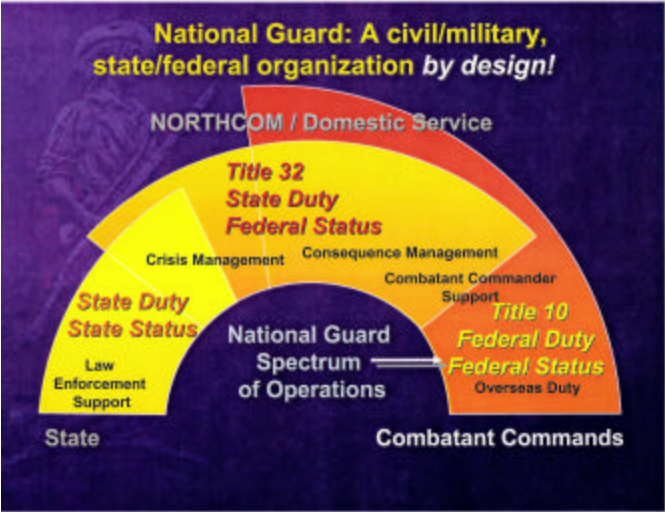 National Guard: A civil/military,
state/federal organization by design!
NORTHCOM / Domestic Service
Title 32
State Duty
Federal Status
Crisis Management
Consequence Management
Combatant Commander
Support
State Duty
State Status
Title 10
Federal Duty
Federal Status
Overseas Duty
Law
Enforcement
Support
National Guard
Spectrum
of Operations
State
Combatant Commands